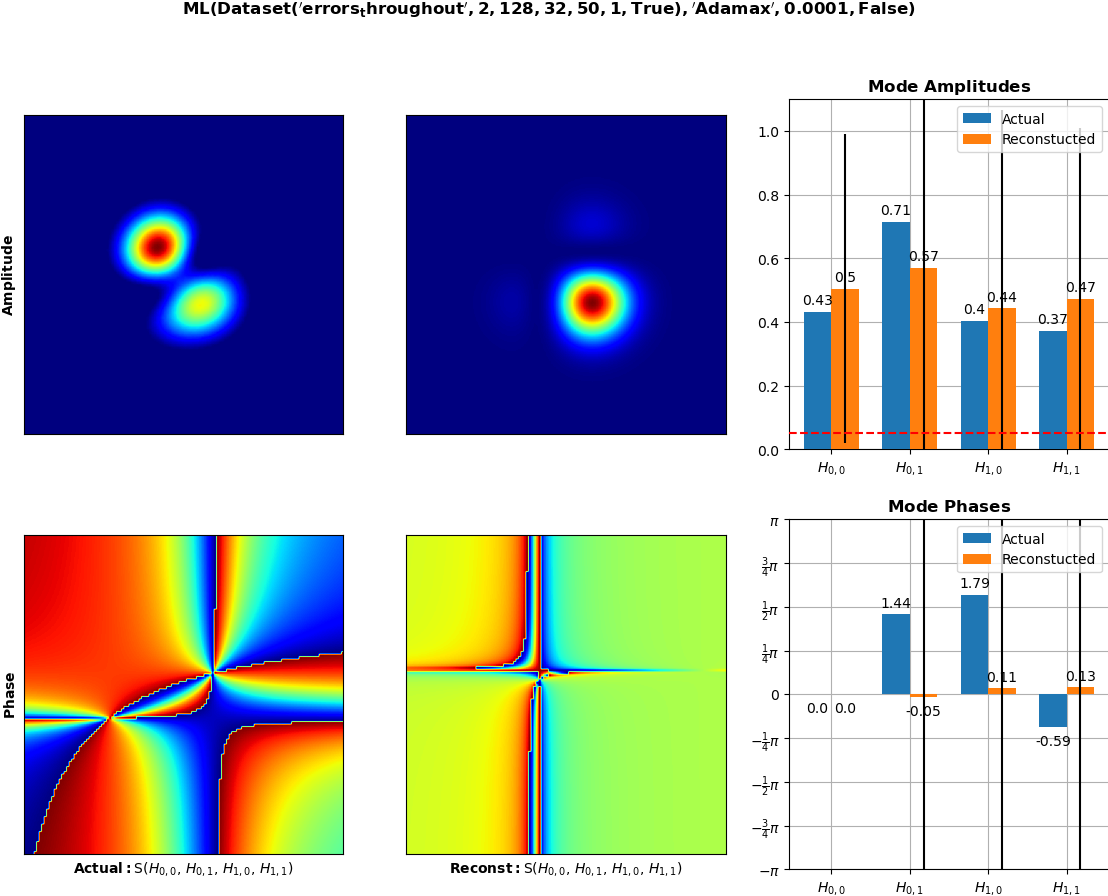 ML(Dataset('errors_throughout', 2, 128, 32, 50, 1, True), 'Adamax', 0.0001, False)
Amplitude
Mode Amplitudes
Actual
Reconstucted
1.0
0.8
0.6
0.4
0.2
0.0
0.43
0.5
0.71
0.57
0.4
0.44
0.37
0.47
H0,0
H0,1
H1,0
H1,1
Phase
Actual: S(H0,0, H0,1, H1,0, H1,1)
Reconst: S(H0,0, H0,1, H1,0, H1,1)
Mode Phases
Actual
Reconstucted
π
3/4π
1/2π
1/4π
0
−1/4π
−1/2π
−3/4π
−π
0.0
0.0
1.44
-0.05
1.79
0.11
-0.59
0.13
H0,0
H0,1
H1,0
H1,1